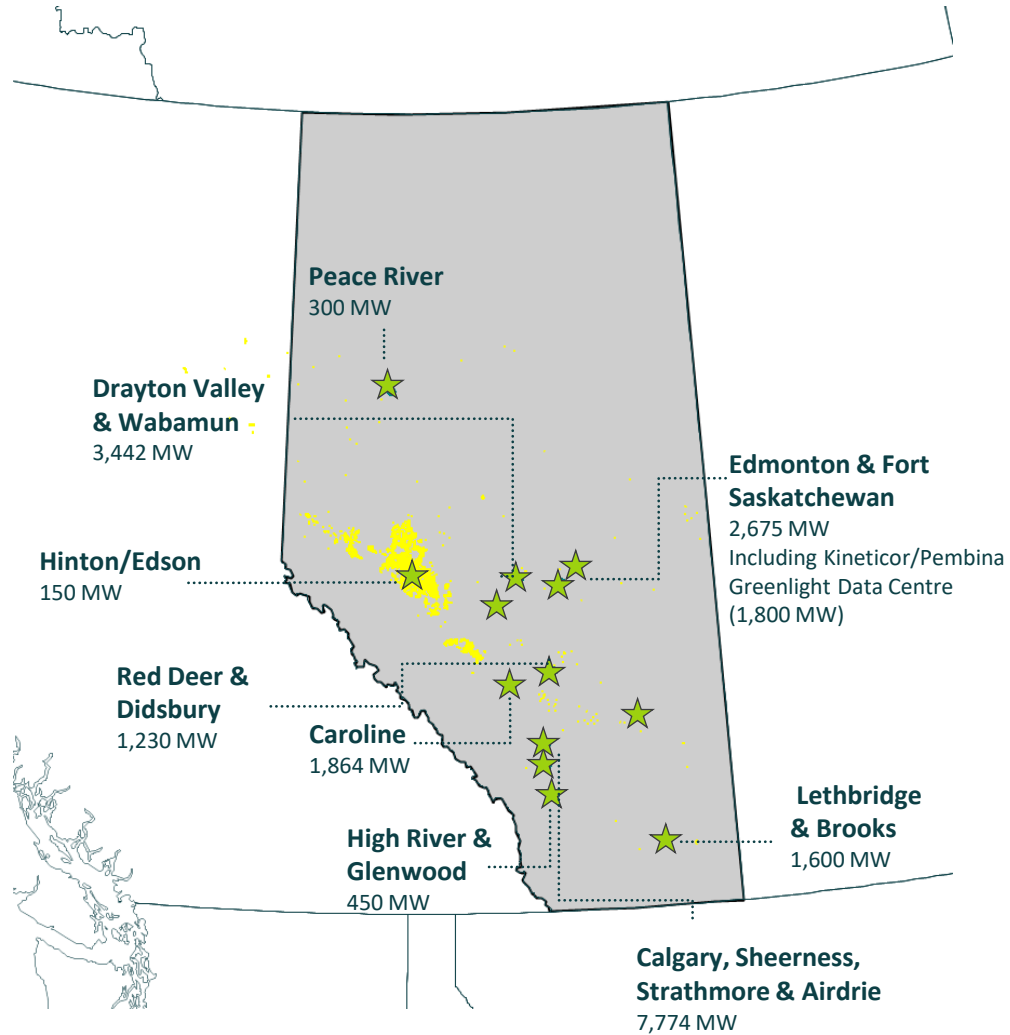 Peace River
300 MW
Drayton Valley
& Wabamun
3,442 MW
Edmonton & Fort
Saskatchewan
2,675 MW
Including Kineticor/Pembina
Greenlight Data Centre
(1,800 MW)
Hinton/Edson
150 MW
Red Deer &
Didsbury
1,230 MW
Caroline
1,864 MW
Lethbridge
& Brooks
1,600 MW
High River &
Glenwood
450 MW
Calgary, Sheerness,
Strathmore & Airdrie
7,774 MW